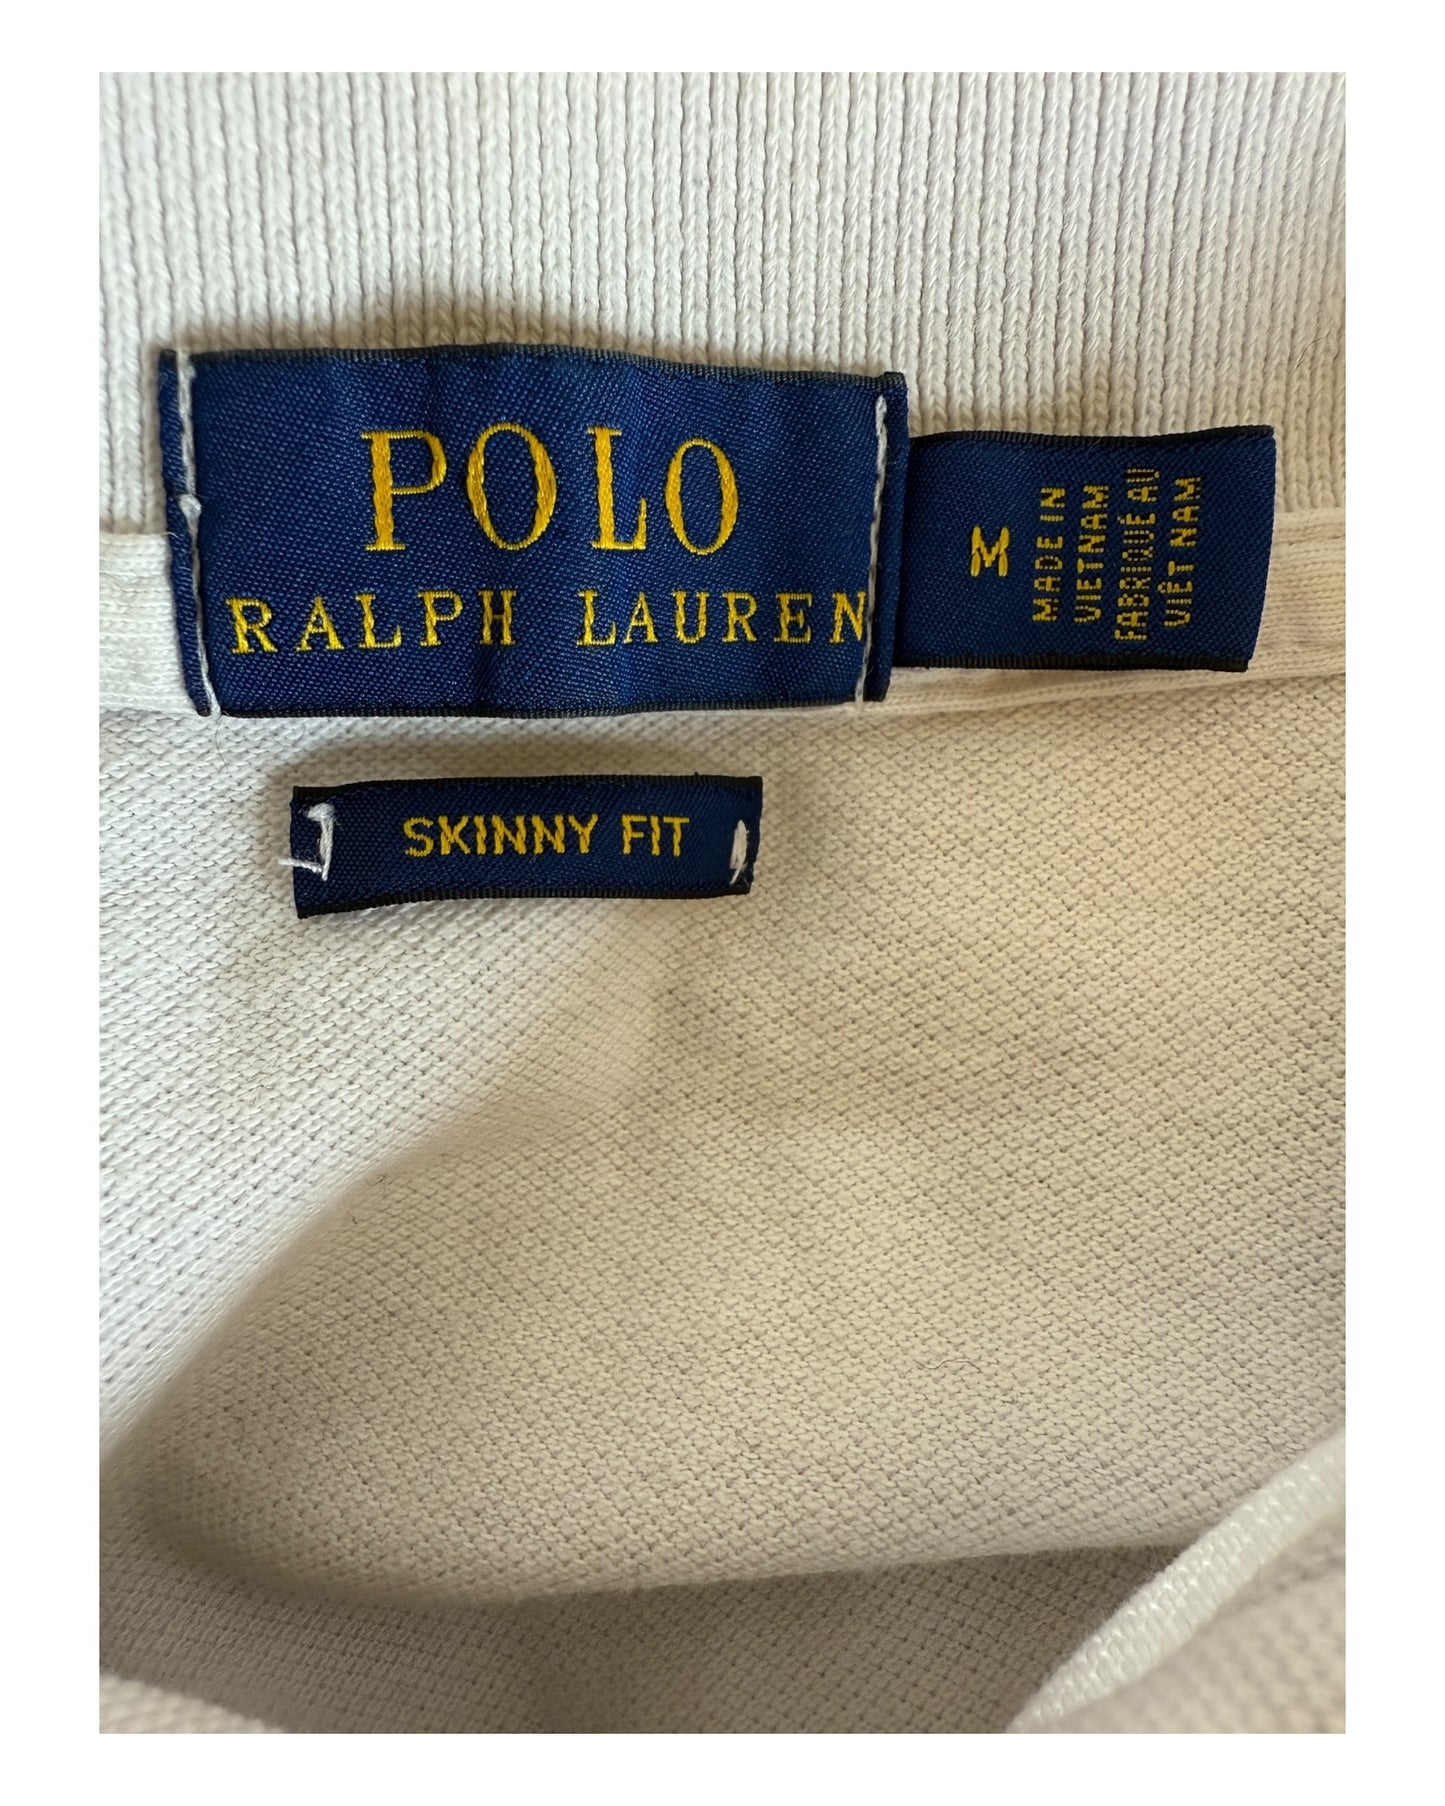 POLO
RALPH LAUREN
M
MADE IN
VIETNAM
FABRIQUÉ AU
VIÊT NAM
SKINNY FIT